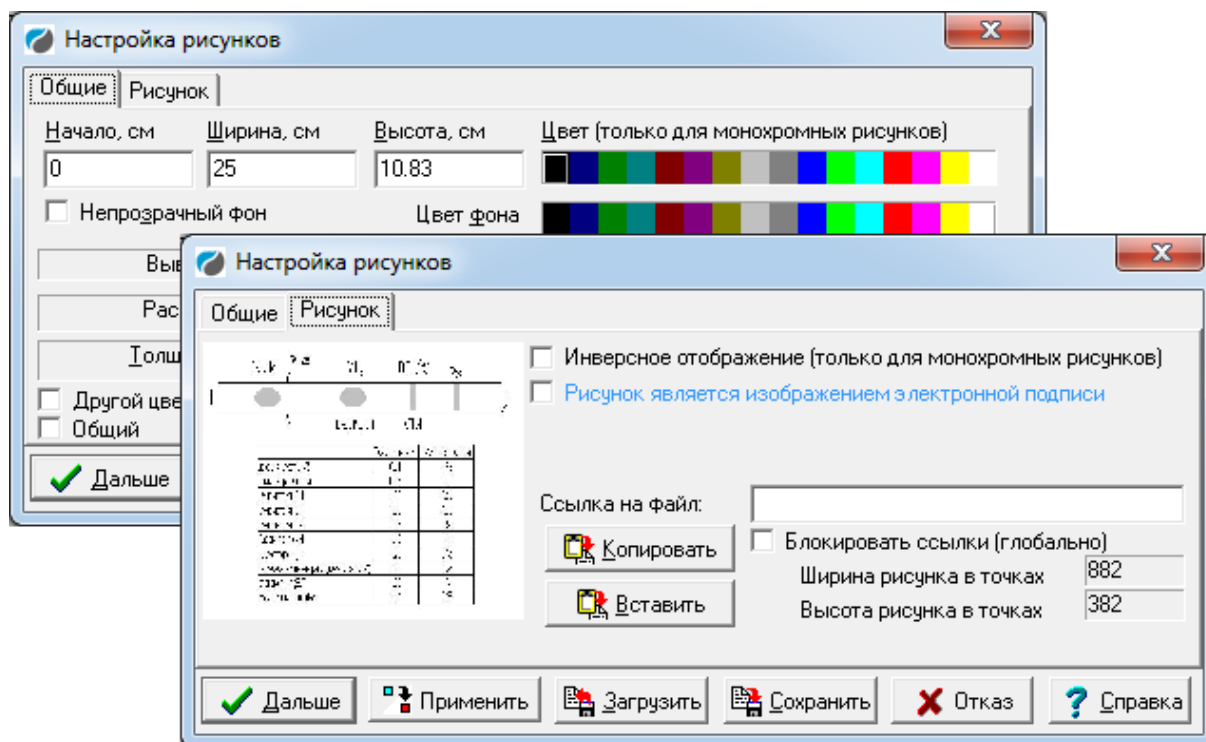 Настройка рисунков
Общие Рисунок
Начало, см Ширина, см Высота, см Цвет (только для монохромных рисунков)
0 25 10.83
Непрозрачный фон Цвет фона
Выв
Рас
Толщ
Другой цве
Общий
Дальше
Настройка рисунков
Общие Рисунок
Инверсное отображение (только для монохромных рисунков)
Рисунок является изображением электронной подписи
Ссылка на файл:
Копировать Блокировать ссылки (глобально)
Ширина рисунка в точках 882
Вставить
Высота рисунка в точках 382
Дальше Применить Загрузить Сохранить Отказ Справка